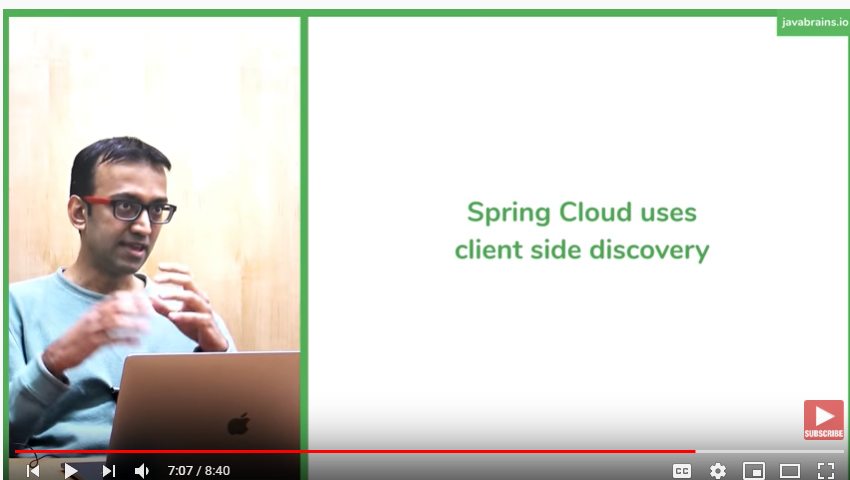 javabrains.io
Spring Cloud uses
client side discovery
SUBSCRIBE
7:07 / 8:40
CC